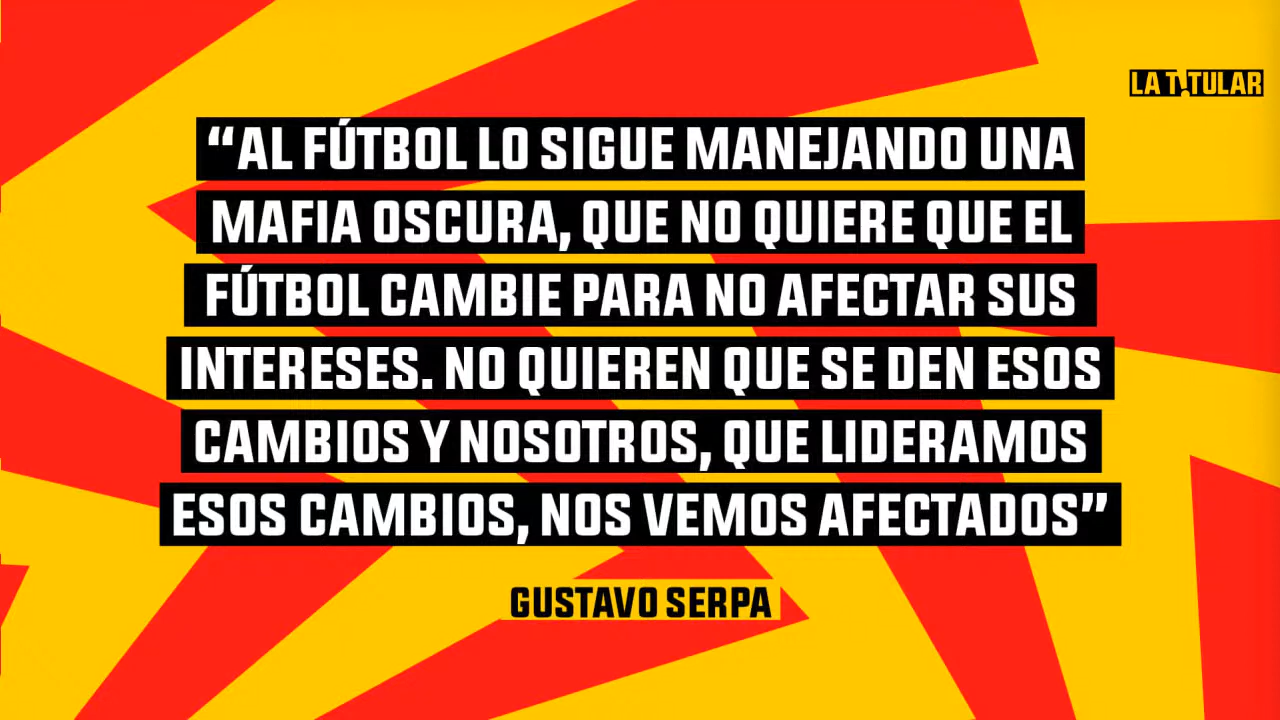 LA T!TULAR
“AL FÚTBOL LO SIGUE MANEJANDO UNA
MAFIA OSCURA, QUE NO QUIERE QUE EL
FÚTBOL CAMBIE PARA NO AFECTAR SUS
INTERESES. NO QUIEREN QUE SE DEN ESOS
CAMBIOS Y NOSOTROS, QUE LIDERAMOS
ESOS CAMBIOS, NOS VEMOS AFECTADOS”
GUSTAVO SERPA